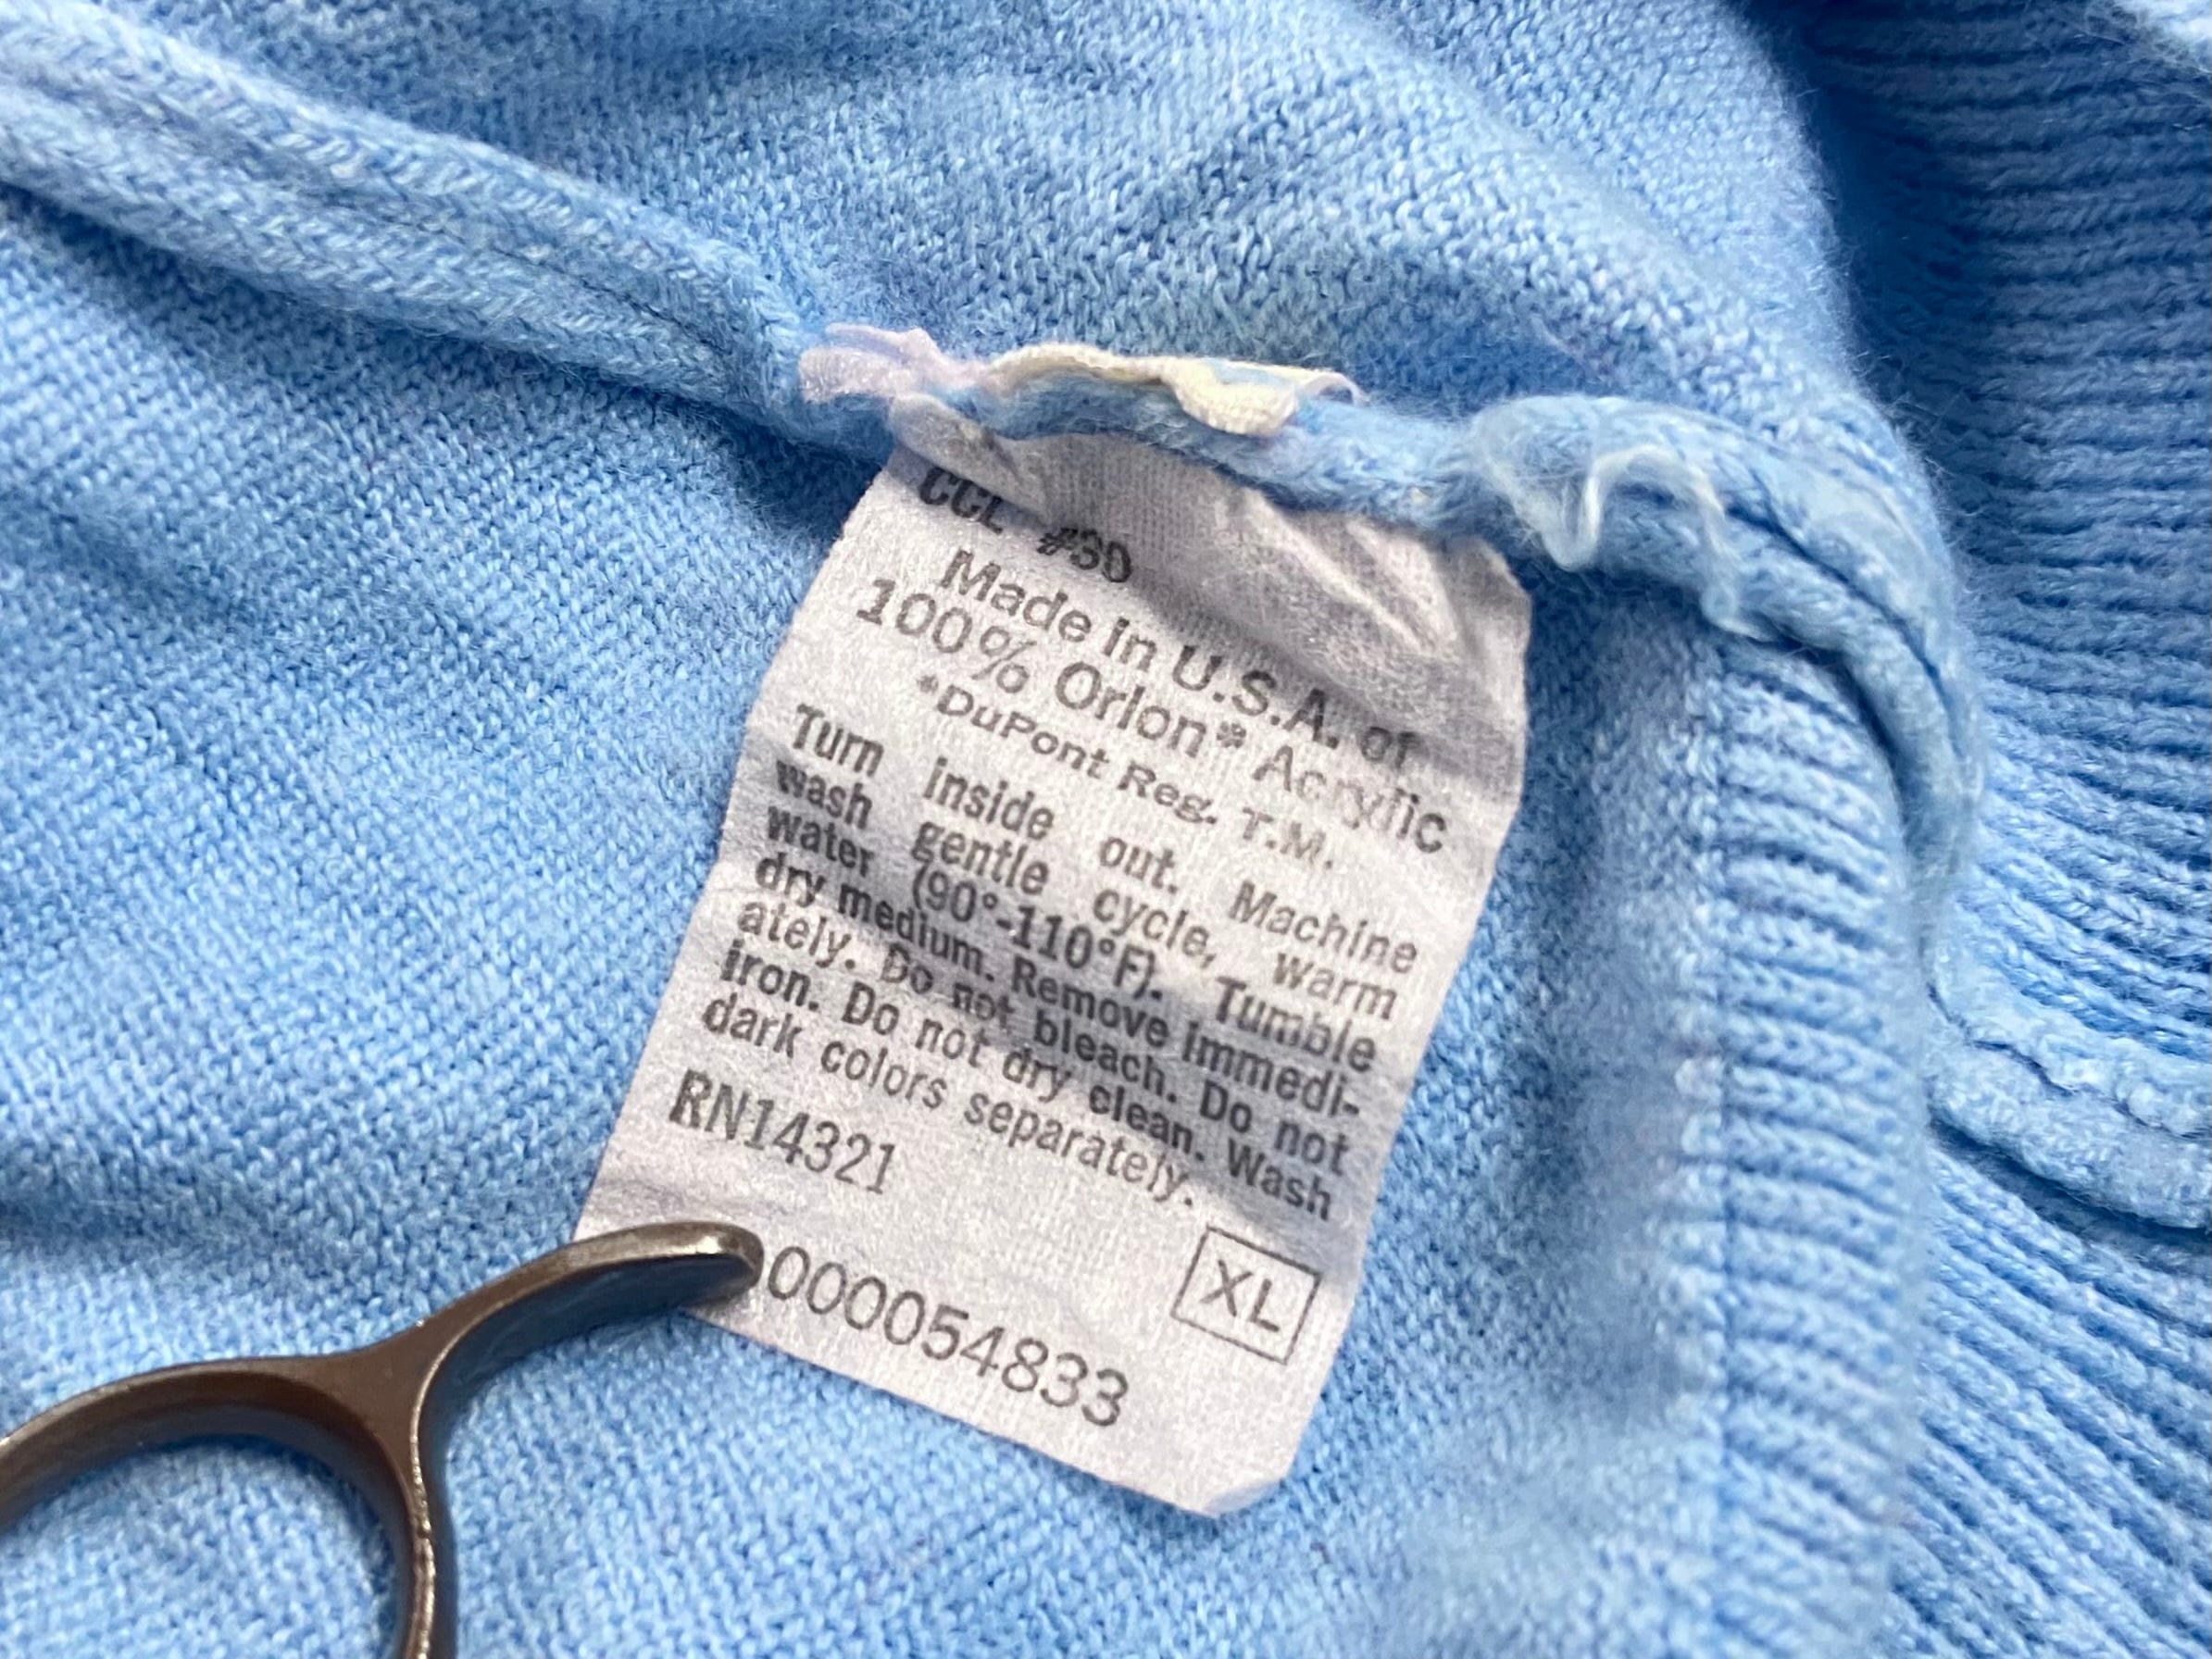 CCL #30
Made in U.S.A. of
100% Orlon* Acrylic
*DuPont Reg. T.M.
Turn inside out. Machine
wash gentle cycle, warm
water (90°-110°F). Tumble
dry medium. Remove immedi-
ately. Do not bleach. Do not
iron. Do not dry clean. Wash
dark colors separately.
RN14321
XL
000054833